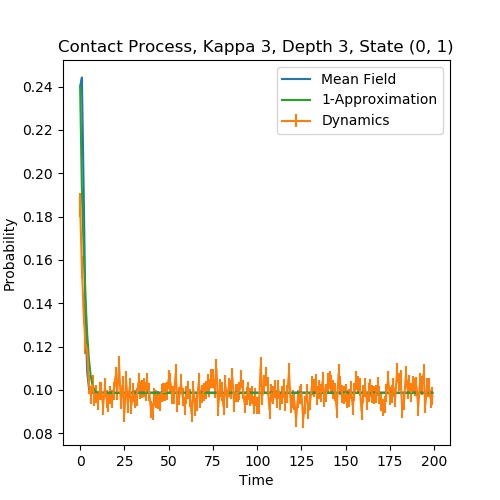 Contact Process, Kappa 3, Depth 3, State (0, 1)
Mean Field
1-Approximation
Dynamics
Probability
0.24
0.22
0.20
0.18
0.16
0.14
0.12
0.10
0.08
0 25 50 75 100 125 150 175 200
Time